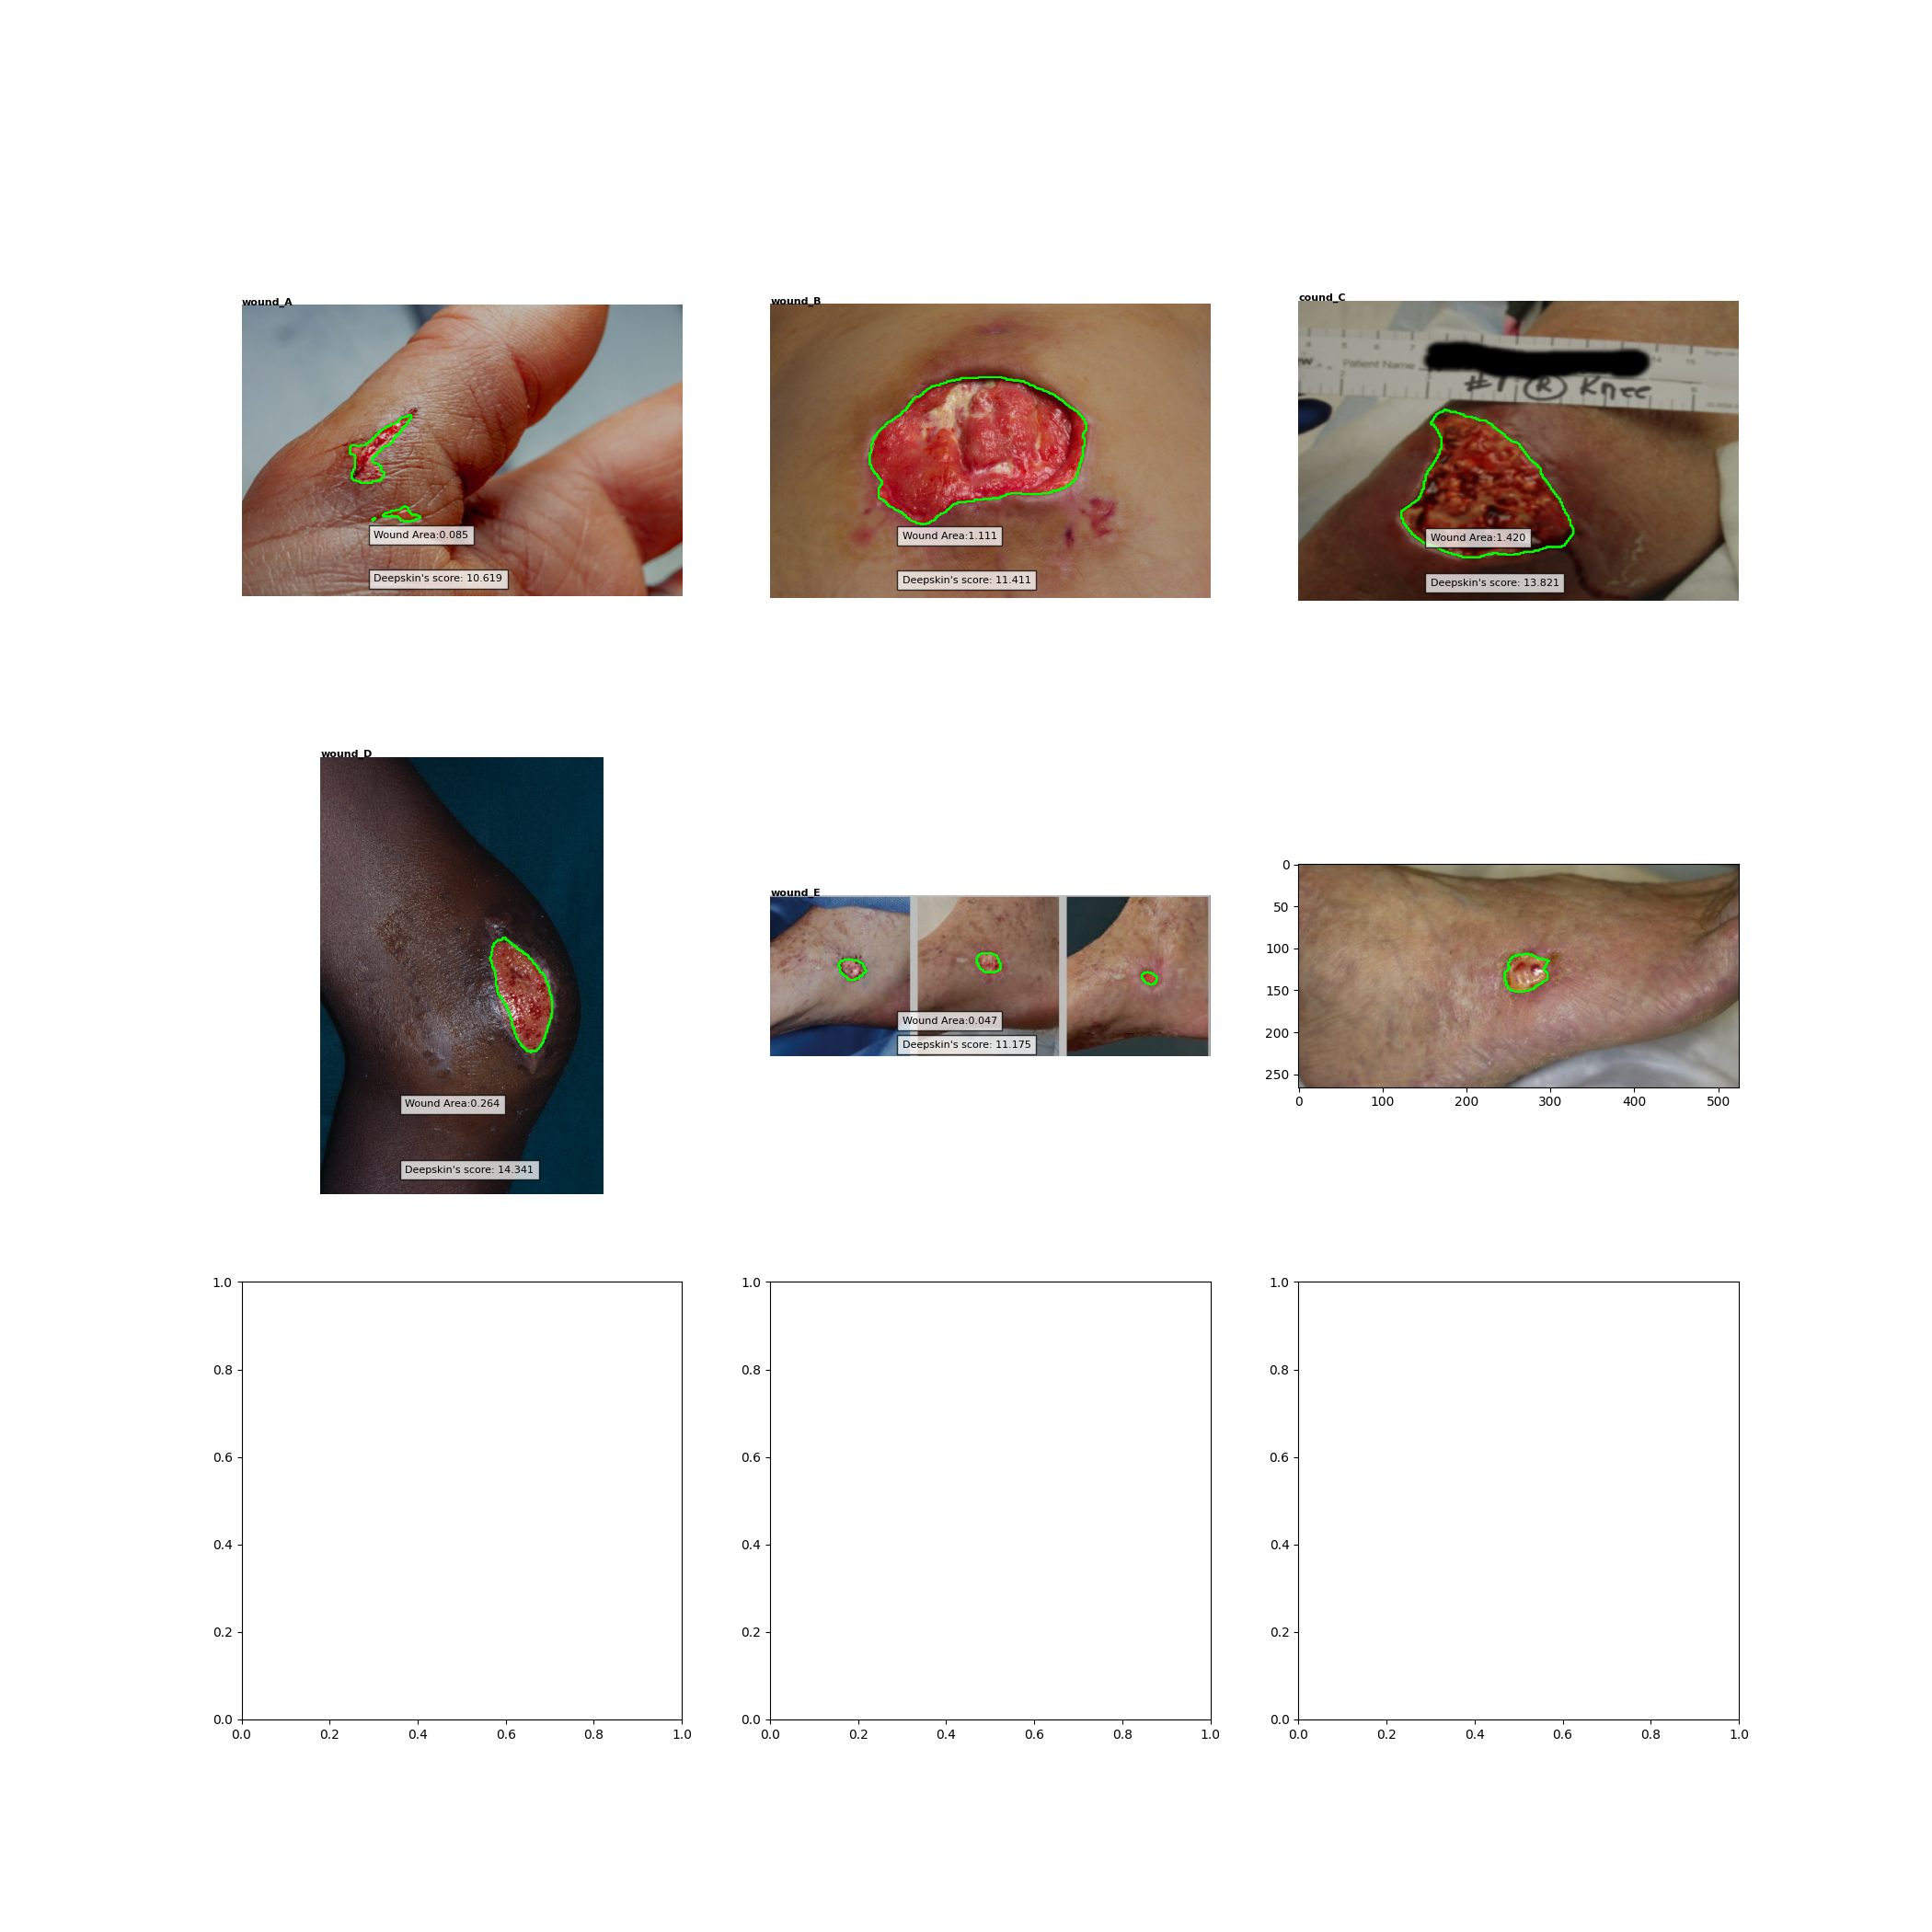 wound_A
Wound Area:0.085
Deepskin's score: 10.619
wound_B
Wound Area:1.111
Deepskin's score: 11.411
cound_C
4 5 6 7 14 15
Patient Name
#1 R Knee
Wound Area:1.420
Deepskin's score: 13.821
wound_D
Wound Area:0.264
Deepskin's score: 14.341
wound_E
Wound Area:0.047
Deepskin's score: 11.175
0
50
100
150
200
250
0 100 200 300 400 500
1.0
0.8
0.6
0.4
0.2
0.0
0.0 0.2 0.4 0.6 0.8 1.0
1.0
0.8
0.6
0.4
0.2
0.0
0.0 0.2 0.4 0.6 0.8 1.0
1.0
0.8
0.6
0.4
0.2
0.0
0.0 0.2 0.4 0.6 0.8 1.0